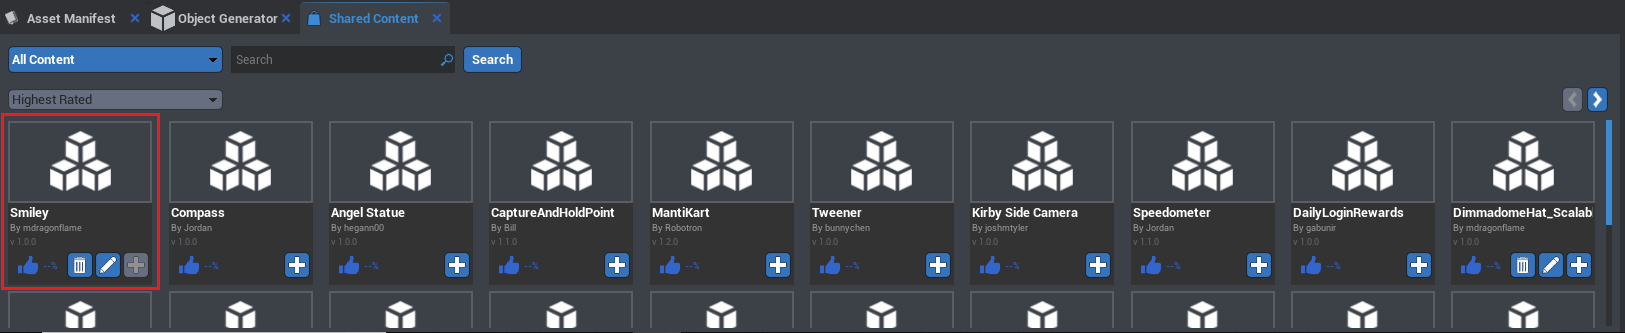 Asset Manifest
Object Generator
Shared Content
All Content
Search
Search
Highest Rated
Smiley
By mdragonflame
v 1.0.0
--%
Compass
By Jordan
v 1.0.0
--%
Angel Statue
By hegann00
v 1.0.0
--%
CaptureAndHoldPoint
By Bill
v 1.1.0
--%
MantiKart
By Robotron
v 1.2.0
--%
Tweener
By bunnychen
v 1.0.0
--%
Kirby Side Camera
By joshmtyler
v 1.0.0
--%
Speedometer
By Jordan
v 1.1.0
--%
DailyLoginRewards
By gabunir
v 1.0.0
--%
DimmadomeHat_Scalabl
By mdragonflame
v 1.0.0
--%